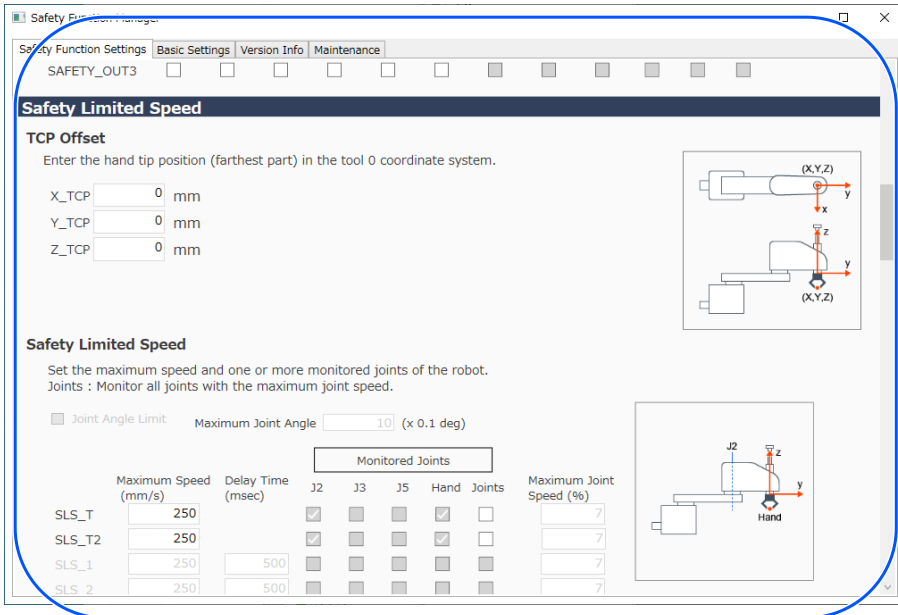 Safety Function Manager
Safety Function Settings Basic Settings Version Info Maintenance
SAFETY_OUT3
Safety Limited Speed
TCP Offset
Enter the hand tip position (farthest part) in the tool 0 coordinate system.
X_TCP 0 mm
Y_TCP 0 mm
Z_TCP 0 mm
(X,Y,Z)
y
x
z
y
(X,Y,Z)
Safety Limited Speed
Set the maximum speed and one or more monitored joints of the robot.
Joints : Monitor all joints with the maximum joint speed.
Joint Angle Limit Maximum Joint Angle 10 (x 0.1 deg)
Monitored Joints
Maximum Speed (mm/s) Delay Time (msec) J2 J3 J5 Hand Joints Maximum Joint Speed (%)
SLS_T 250 7
SLS_T2 250 7
SLS_1 250 500 7
SLS_2 250 500 7
J2
z
y
Hand